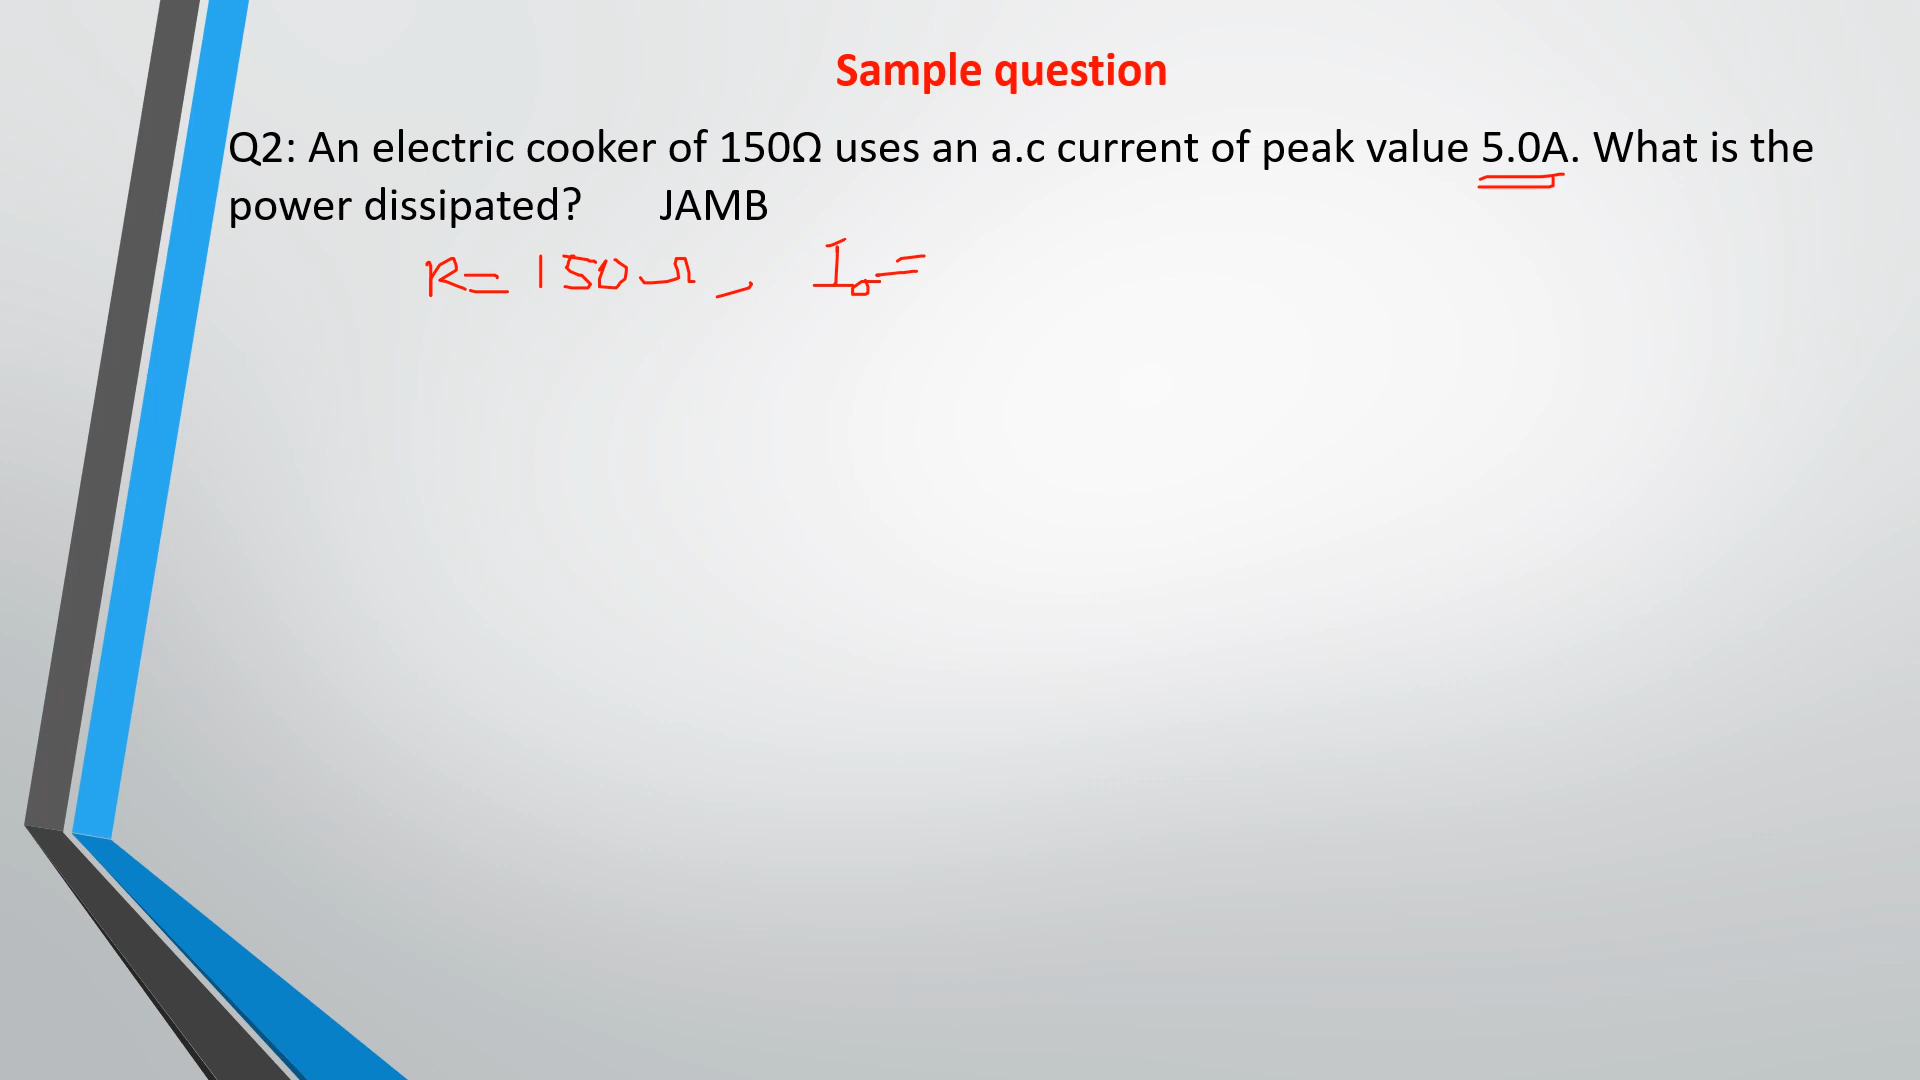 Sample question
Q2: An electric cooker of 150Ω uses an a.c current of peak value 5.0A. What is the
power dissipated? JAMB
R= 150Ω, I₀=